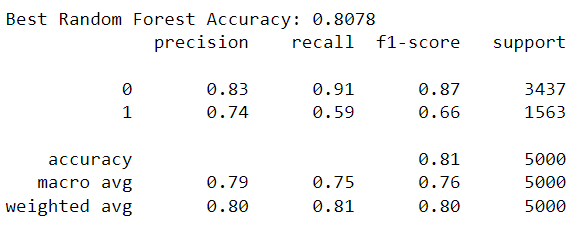 Best Random Forest Accuracy: 0.8078
precision recall f1-score support
0 0.83 0.91 0.87 3437
1 0.74 0.59 0.66 1563
accuracy 0.81 5000
macro avg 0.79 0.75 0.76 5000
weighted avg 0.80 0.81 0.80 5000